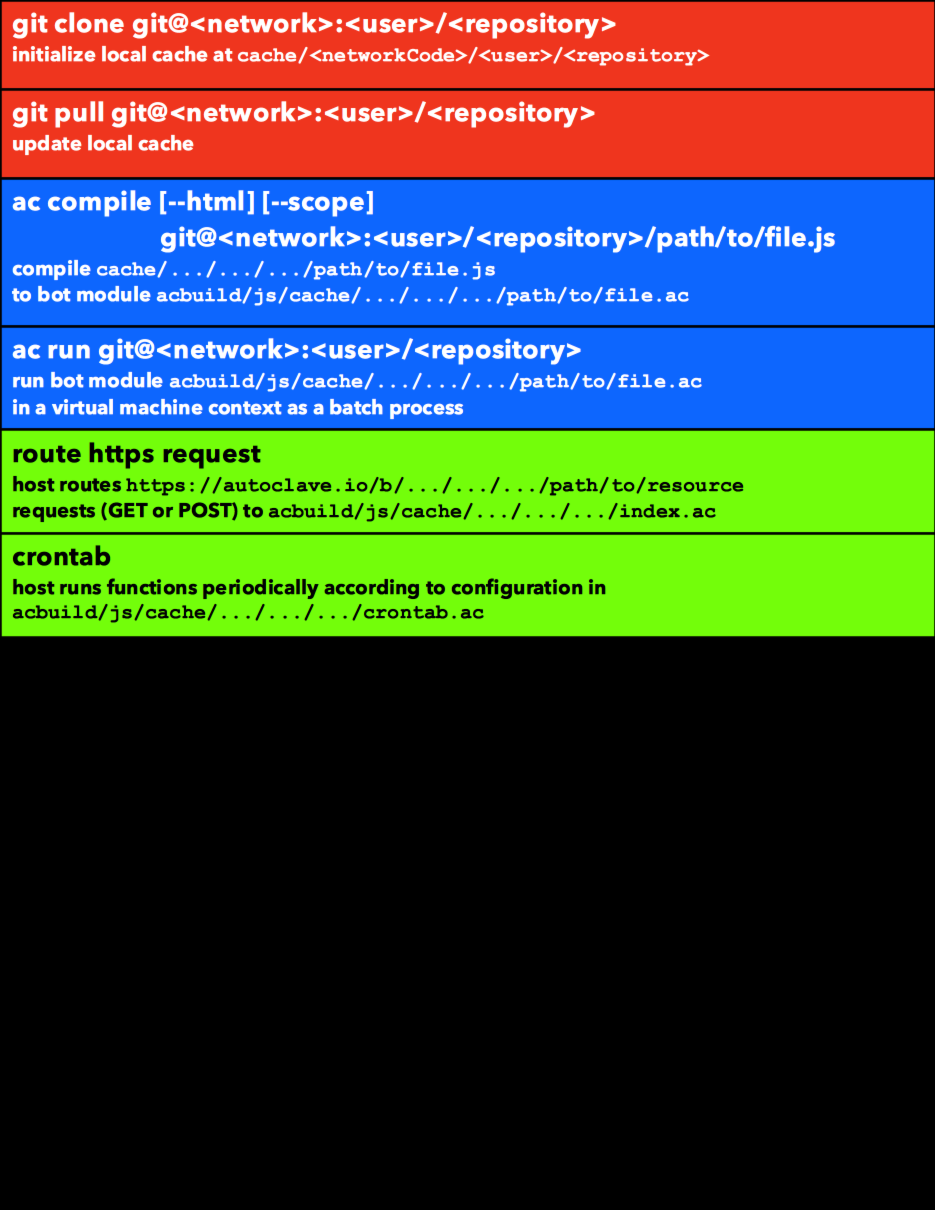 git clone git@<network>:<user>/<repository>
initialize local cache at cache/<networkCode>/<user>/<repository>
git pull git@<network>:<user>/<repository>
update local cache
ac compile [--html] [--scope]
git@<network>:<user>/<repository>/path/to/file.js
compile cache/.../.../.../path/to/file.js
to bot module acbuild/js/cache/.../.../.../path/to/file.ac
ac run git@<network>:<user>/<repository>
run bot module acbuild/js/cache/.../.../.../path/to/file.ac
in a virtual machine context as a batch process
route https request
host routes https://autoclave.io/b/.../.../.../path/to/resource
requests (GET or POST) to acbuild/js/cache/.../.../.../index.ac
crontab
host runs functions periodically according to configuration in
acbuild/js/cache/.../.../.../crontab.ac